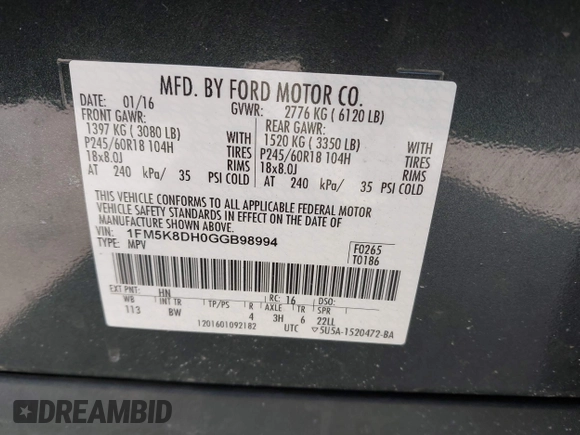 MFD. BY FORD MOTOR CO.
DATE: 01/16 GVWR: 2776 KG ( 6120 LB)
FRONT GAWR: REAR GAWR:
1397 KG ( 3080 LB) WITH 1520 KG ( 3350 LB) WITH
P245/60R18 104H TIRES P245/60R18 104H TIRES
18x8.0J RIMS 18x8.0J RIMS
AT 240 kPa/ 35 PSI COLD AT 240 kPa/ 35 PSI COLD
THIS VEHICLE CONFORMS TO ALL APPLICABLE FEDERAL MOTOR
VEHICLE SAFETY STANDARDS IN EFFECT ON THE DATE OF
MANUFACTURE SHOWN ABOVE.
VIN: 1FM5K8DH0GGB98994
TYPE: MPV
F0265
T0186
EXT PNT: HN RC: 16 DSO:
WB INT TR TP/PS R AXLE TR SPR
113 BW 4 3H 6 22LL
1201601092182 UTC 5U5A-1520472-BA
DREAMBID